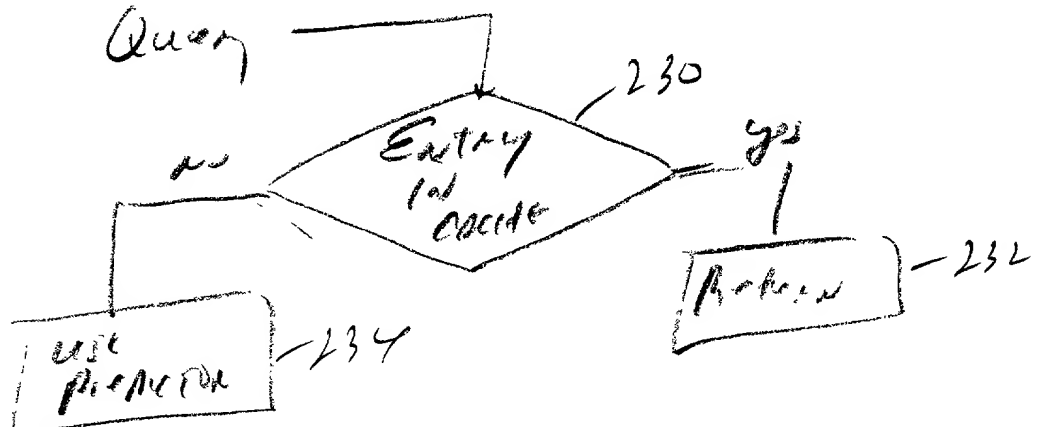 Query
230
Entry
in
cache
no
yes
Return
232
use
predictor
234